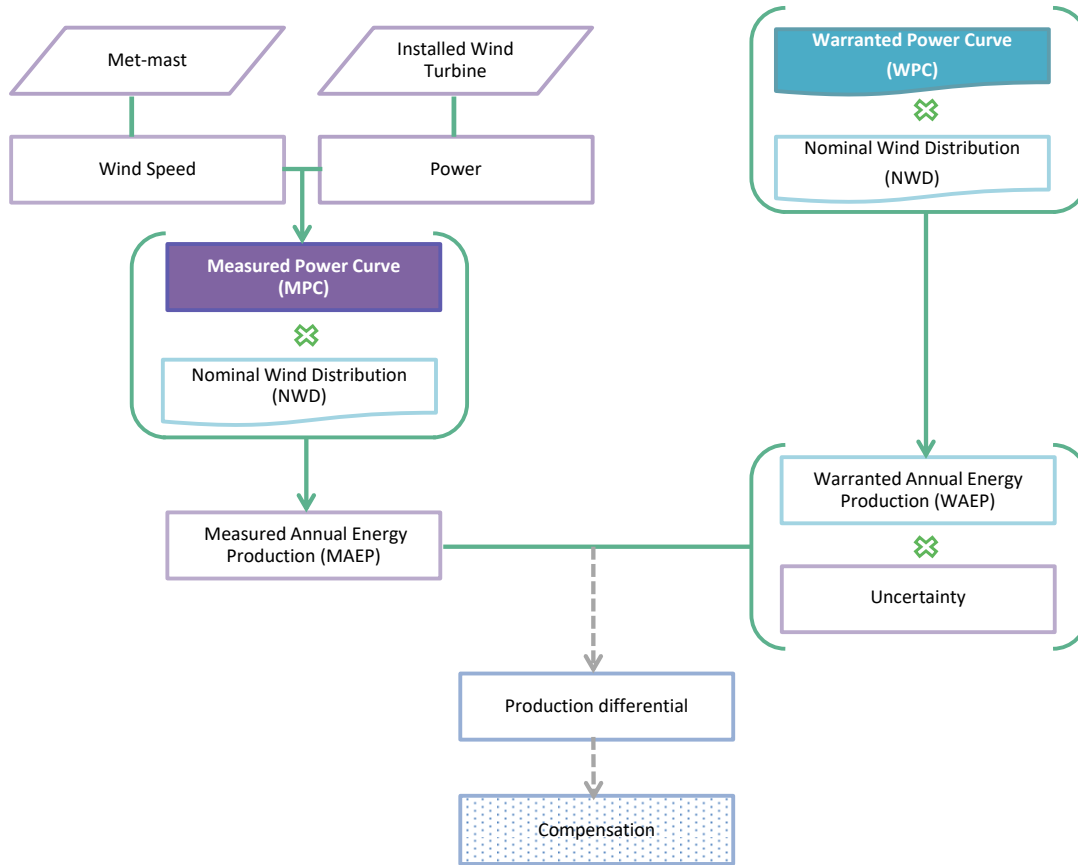 Met-mast
Installed Wind
Turbine
Warranted Power Curve
(WPC)
Nominal Wind Distribution
(NWD)
Wind Speed
Power
Measured Power Curve
(MPC)
Nominal Wind Distribution
(NWD)
Warranted Annual Energy
Production (WAEP)
Measured Annual Energy
Production (MAEP)
Uncertainty
Production differential
Compensation